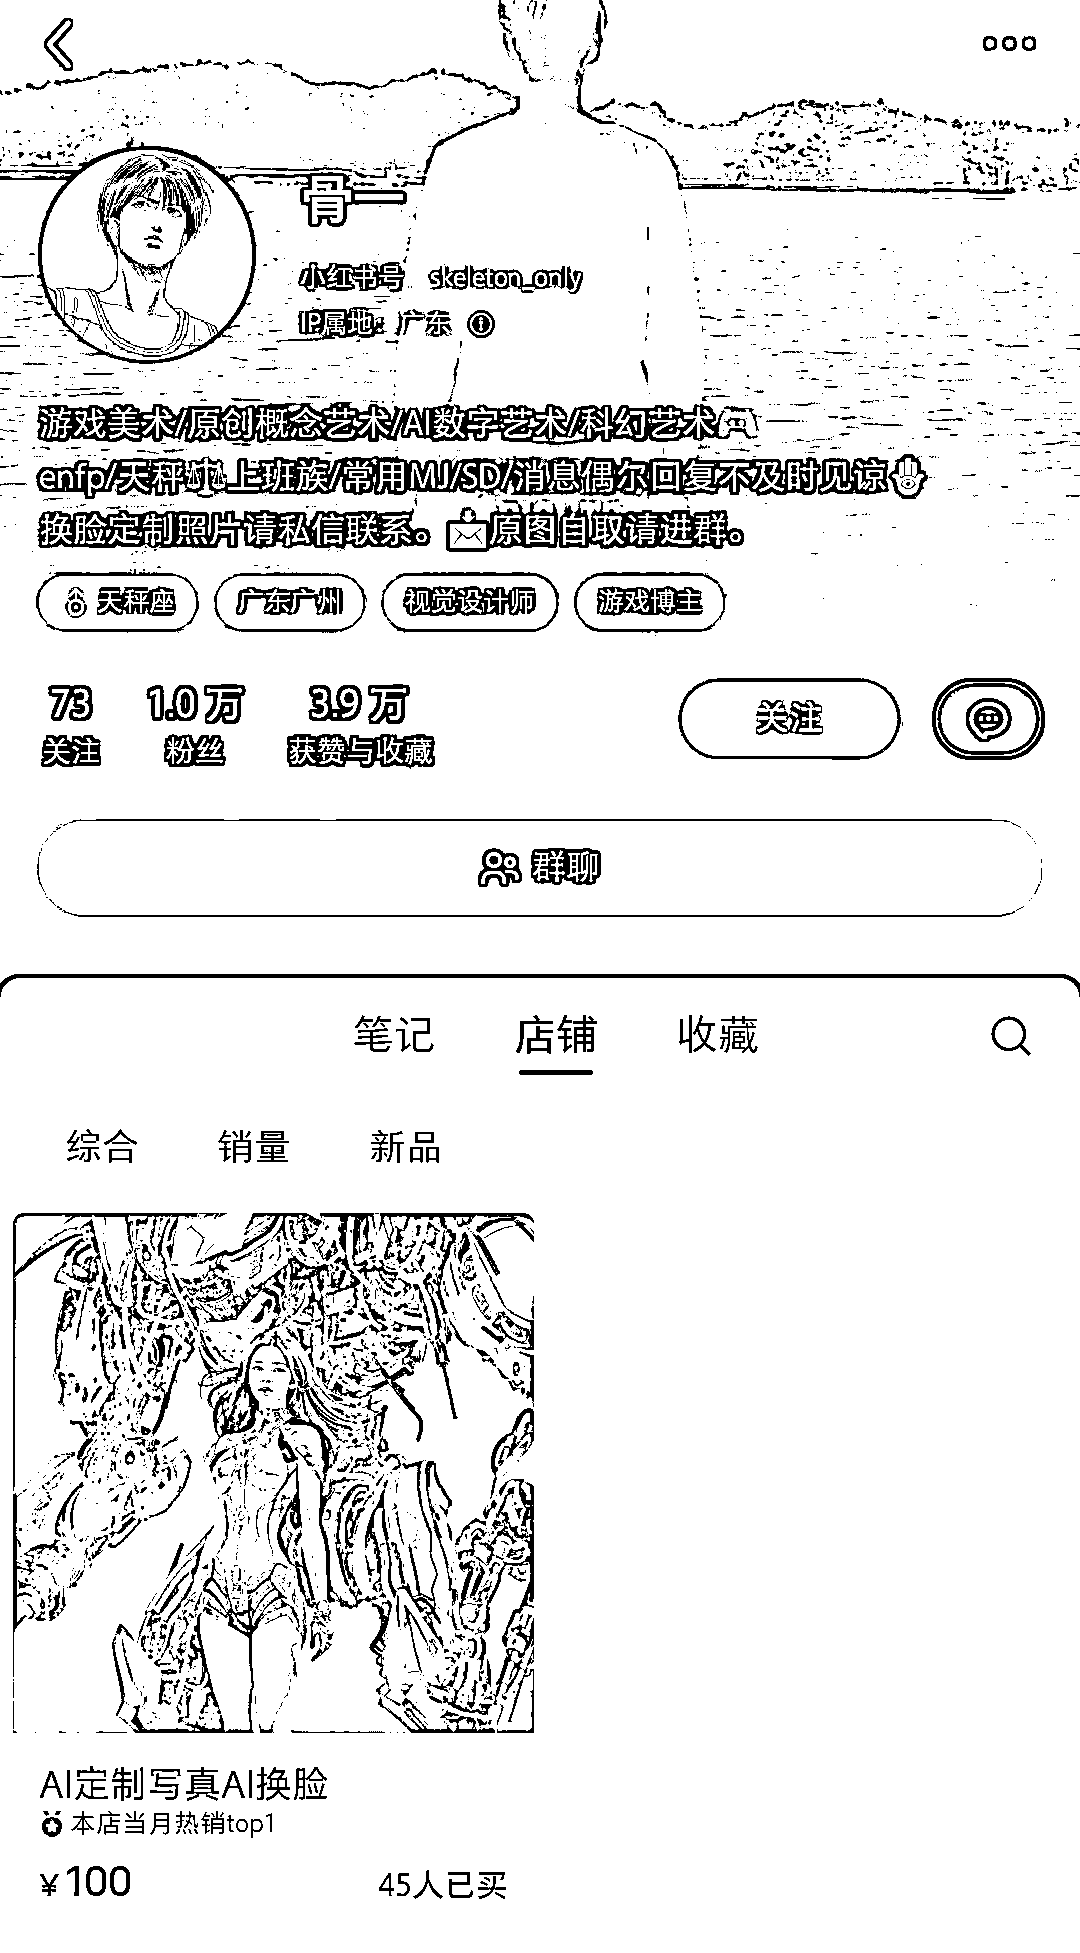 骨一
小红书号 skeleton_only
IP属地：广东
游戏美术/原创概念艺术/AI数字艺术/科幻艺术🎮
enfp/天秤⚖️上班族/常用MJ/SD/消息偶尔回复不及时见谅✋
换脸定制照片请私信联系。📩原图自取请进群。
天秤座 广东广州 视觉设计师 游戏博主
73 1.0万 3.9万
关注 粉丝 获赞与收藏
关注
群聊
笔记 店铺 收藏
综合 销量 新品
AI定制写真AI换脸
本店当月热销top1
¥100 45人已买